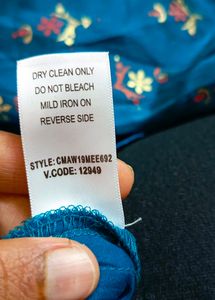 DRY CLEAN ONLY
DO NOT BLEACH
MILD IRON ON
REVERSE SIDE
STYLE: CMAW19MEE692
V.CODE: 12949